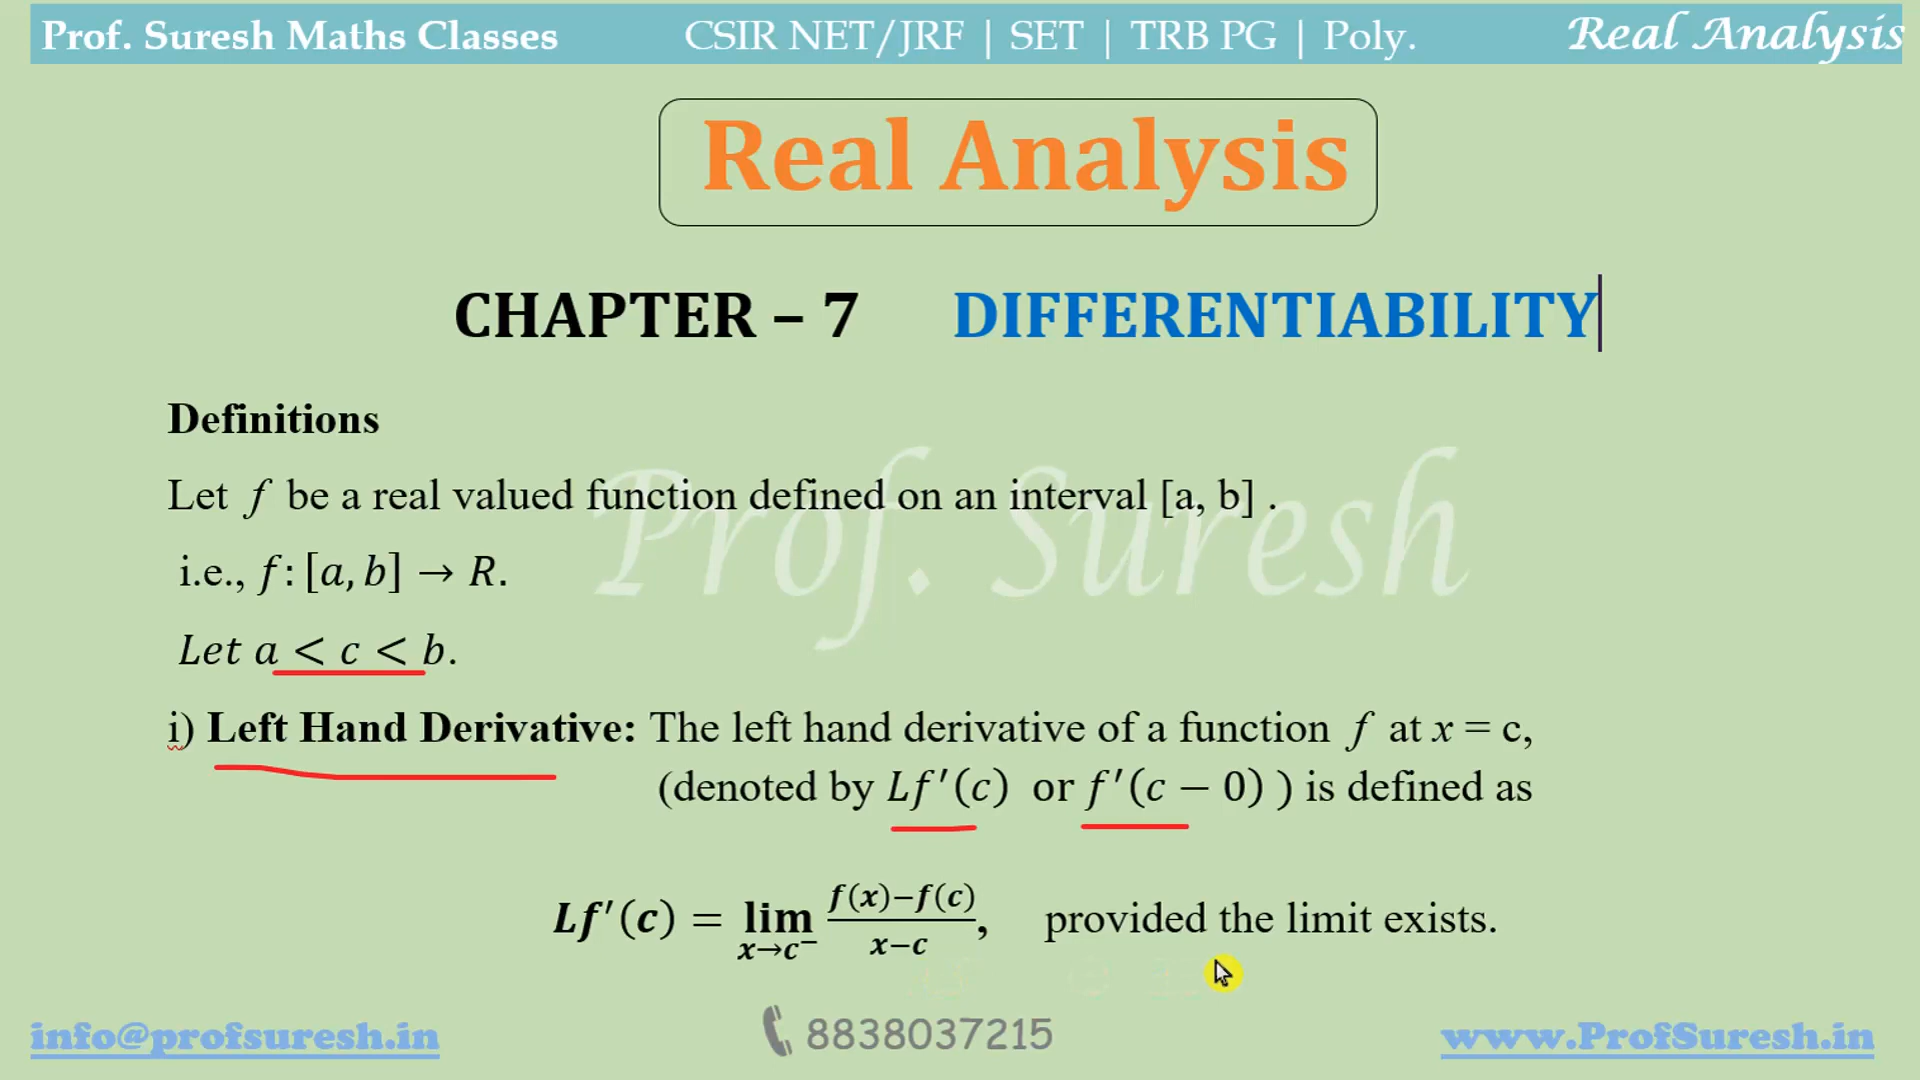 Prof. Suresh Maths Classes CSIR NET/JRF | SET | TRB PG | Poly. Real Analysis
Real Analysis
CHAPTER – 7 DIFFERENTIABILITY
Definitions
Let f be a real valued function defined on an interval [a, b] .
i.e., f: [a, b] → R.
Let a < c < b.
i) Left Hand Derivative: The left hand derivative of a function f at x = c,
(denoted by Lf′(c) or f′(c − 0) ) is defined as
Lf′(c) = lim x→c⁻ f(x)−f(c) / x−c, provided the limit exists.
Prof. Suresh
info@profsuresh.in 8838037215 www.ProfSuresh.in